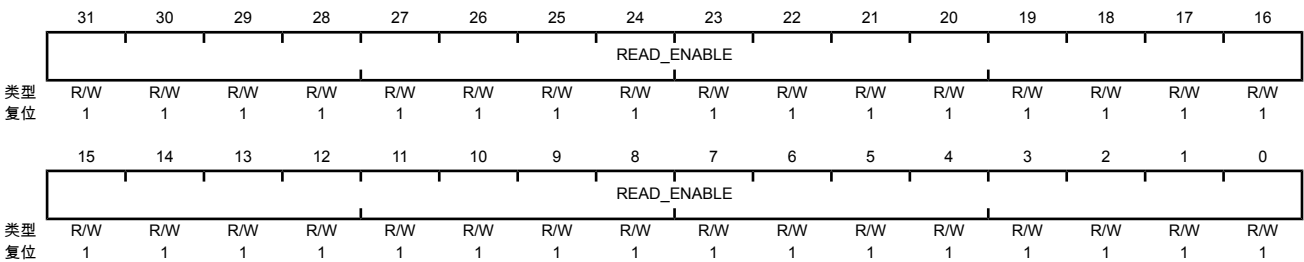 31 30 29 28 27 26 25 24 23 22 21 20 19 18 17 16
READ_ENABLE
类型 R/W R/W R/W R/W R/W R/W R/W R/W R/W R/W R/W R/W R/W R/W R/W R/W
复位 1 1 1 1 1 1 1 1 1 1 1 1 1 1 1 1
15 14 13 12 11 10 9 8 7 6 5 4 3 2 1 0
READ_ENABLE
类型 R/W R/W R/W R/W R/W R/W R/W R/W R/W R/W R/W R/W R/W R/W R/W R/W
复位 1 1 1 1 1 1 1 1 1 1 1 1 1 1 1 1